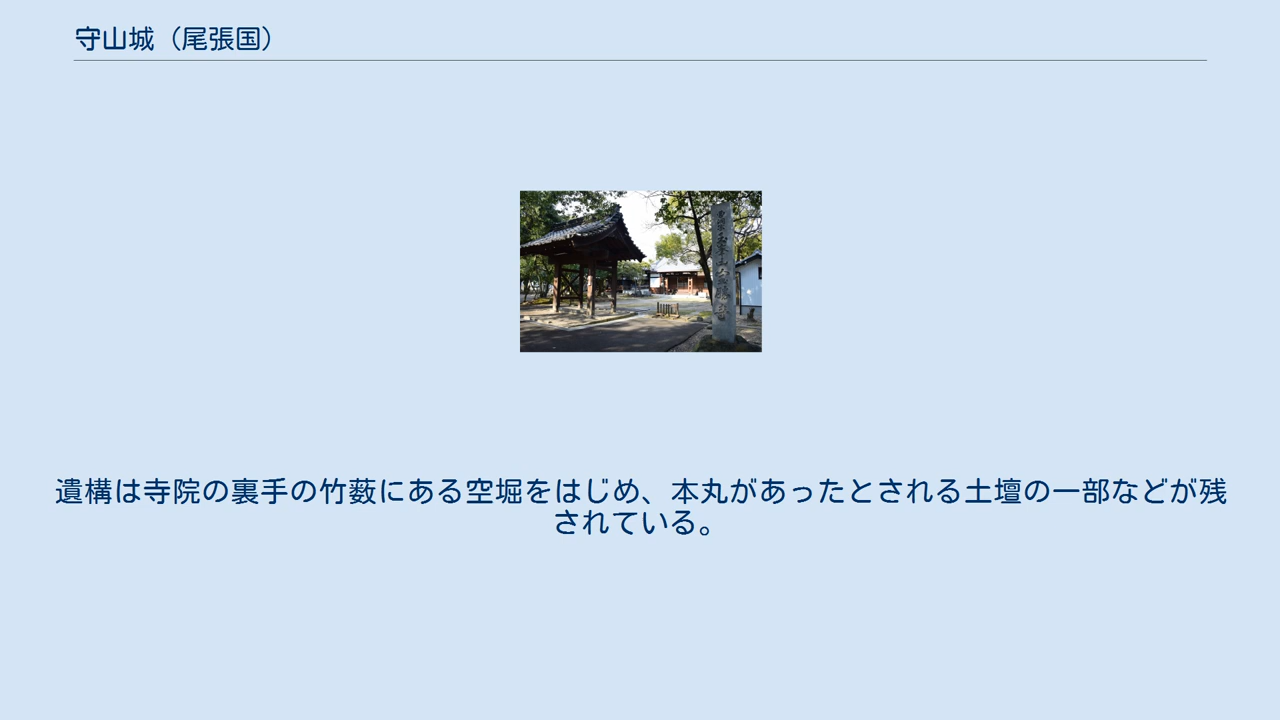 守山城（尾張国）
遺構は寺院の裏手の竹薮にある空堀をはじめ、本丸があったとされる土壇の一部などが残
されている。